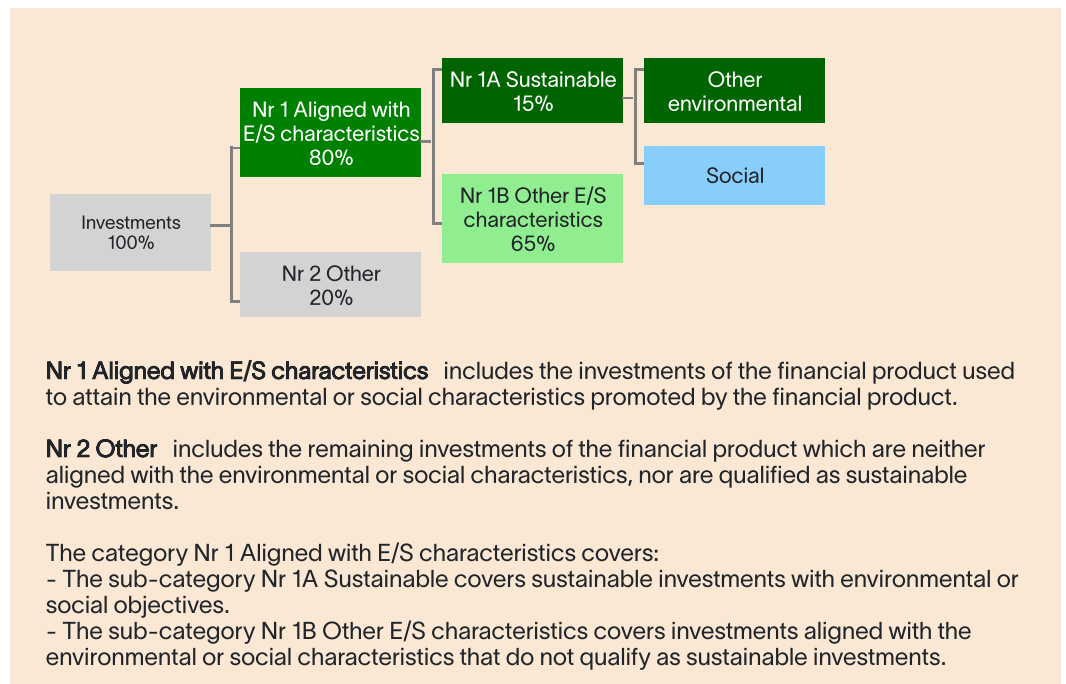 Nr 1A Sustainable
15%
Other
environmental
Nr 1 Aligned with
E/S characteristics
80%
Social
Nr 1B Other E/S
characteristics
65%
Investments
100%
Nr 2 Other
20%
Nr 1 Aligned with E/S characteristics includes the investments of the financial product used
to attain the environmental or social characteristics promoted by the financial product.
Nr 2 Other includes the remaining investments of the financial product which are neither
aligned with the environmental or social characteristics, nor are qualified as sustainable
investments.
The category Nr 1 Aligned with E/S characteristics covers:
- The sub-category Nr 1A Sustainable covers sustainable investments with environmental or
social objectives.
- The sub-category Nr 1B Other E/S characteristics covers investments aligned with the
environmental or social characteristics that do not qualify as sustainable investments.